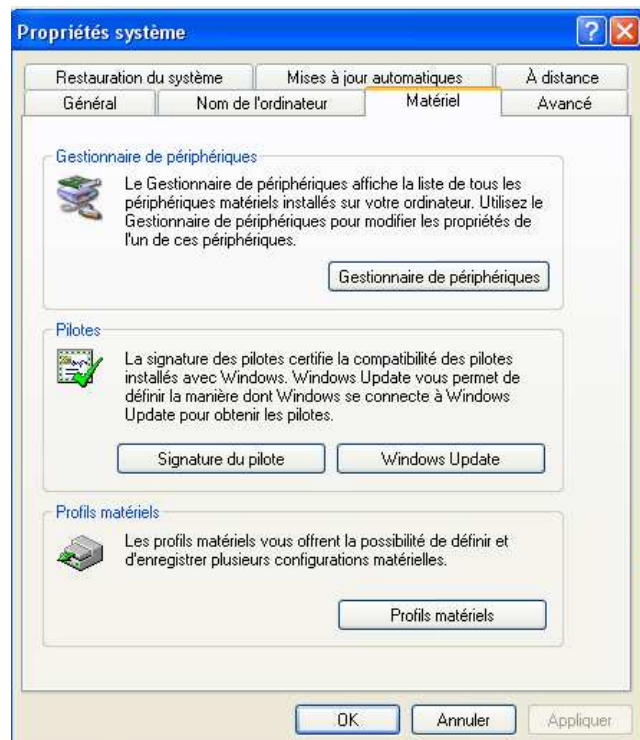 Propriétés système
Restauration du système Mises à jour automatiques À distance
Général Nom de l'ordinateur Matériel Avancé
Gestionnaire de périphériques
Le Gestionnaire de périphériques affiche la liste de tous les
périphériques matériels installés sur votre ordinateur. Utilisez le
Gestionnaire de périphériques pour modifier les propriétés de
l'un de ces périphériques.
Gestionnaire de périphériques
Pilotes
La signature des pilotes certifie la compatibilité des pilotes
installés avec Windows. Windows Update vous permet de
définir la manière dont Windows se connecte à Windows
Update pour obtenir les pilotes.
Signature du pilote Windows Update
Profils matériels
Les profils matériels vous offrent la possibilité de définir et
d'enregistrer plusieurs configurations matérielles.
Profils matériels
OK Annuler Appliquer